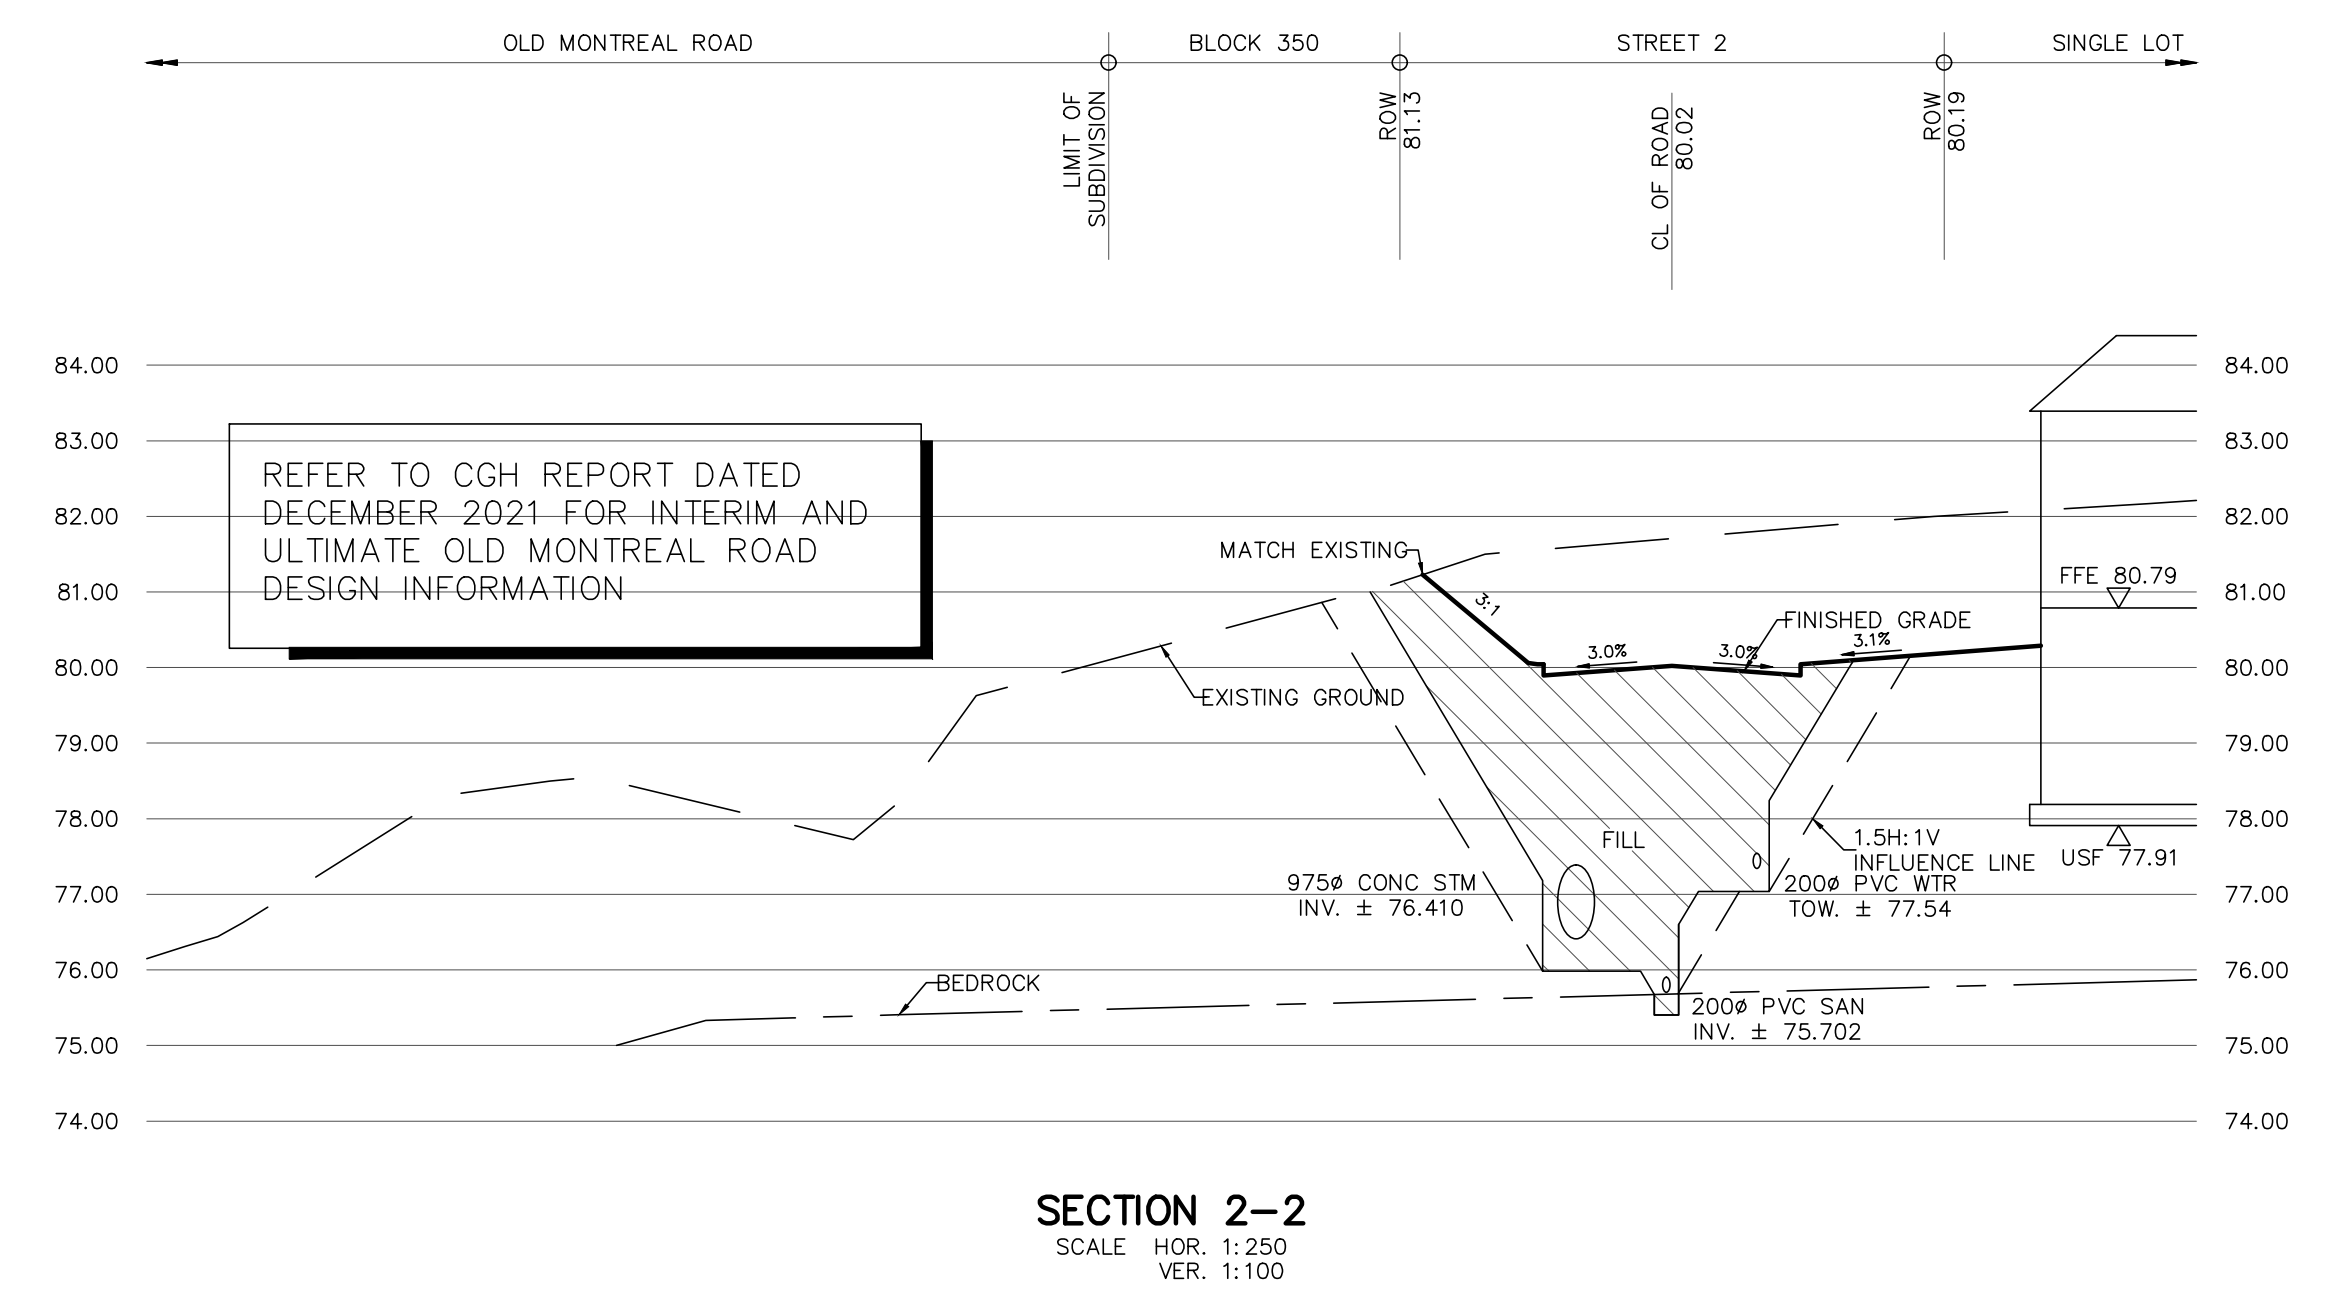 OLD MONTREAL ROAD
BLOCK 350
STREET 2
SINGLE LOT
LIMIT OF
SUBDIVISION
ROW
81.13
CL OF ROAD
80.02
ROW
80.19
84.00
84.00
83.00
83.00
82.00
82.00
81.00
81.00
80.00
80.00
79.00
79.00
78.00
78.00
77.00
77.00
76.00
76.00
75.00
75.00
74.00
74.00
REFER TO CGH REPORT DATED
DECEMBER 2021 FOR INTERIM AND
ULTIMATE OLD MONTREAL ROAD
DESIGN INFORMATION
MATCH EXISTING
3:1
FFE 80.79
FINISHED GRADE
3.0%
3.0%
3.1%
EXISTING GROUND
FILL
1.5H:1V
INFLUENCE LINE
USF 77.91
975ø CONC STM
INV. ± 76.410
200ø PVC WTR
TOW. ± 77.54
BEDROCK
200ø PVC SAN
INV. ± 75.702
SECTION 2-2
SCALE HOR. 1:250
VER. 1:100